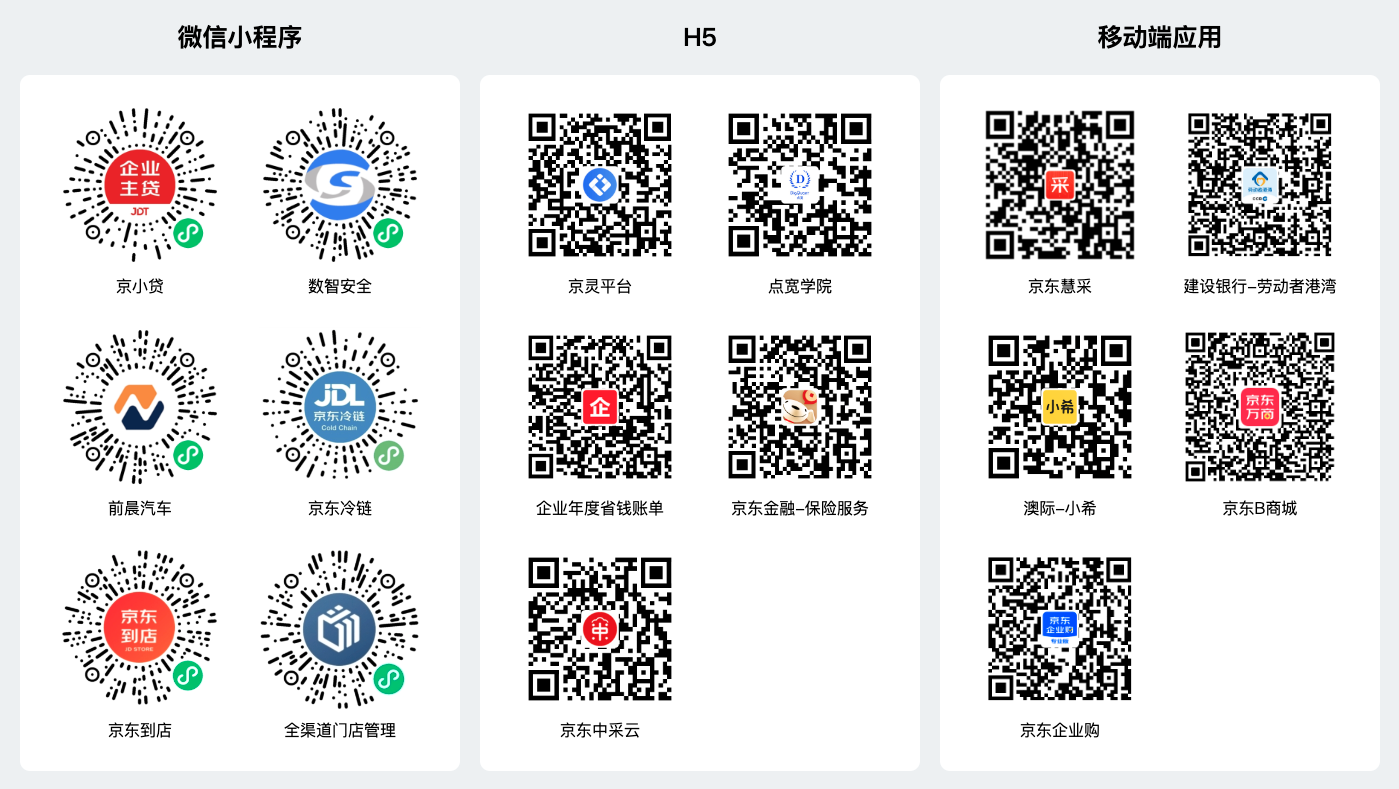 微信小程序
H5
移动端应用
企业
主贷
JDT
京小贷
数智安全
京灵平台
D
点宽学院
采
京东慧采
建设银行-劳动者港湾
前晨汽车
JDL
京东冷链
Cold Chain
京东冷链
企
企业年度省钱账单
京东金融-保险服务
小希
澳际-小希
京东
万商
京东B商城
京东
到店
JD STORE
京东到店
全渠道门店管理
京东中采云
京东
企业购
专业版
京东企业购